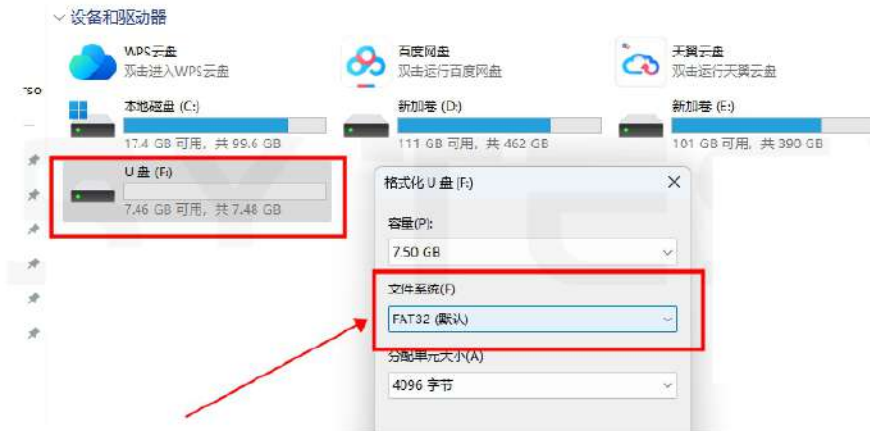 设备和驱动器
WPS云盘
双击进入WPS云盘
百度网盘
双击运行百度网盘
天翼云盘
双击运行天翼云盘
本地磁盘 (C:)
17.4 GB 可用, 共 99.6 GB
新加卷 (D:)
111 GB 可用, 共 462 GB
新加卷 (E:)
101 GB 可用, 共 390 GB
U 盘 (F:)
7.46 GB 可用, 共 7.48 GB
格式化 U 盘 (F:)
容量(P):
7.50 GB
文件系统(F)
FAT32 (默认)
分配单元大小(A)
4096 字节